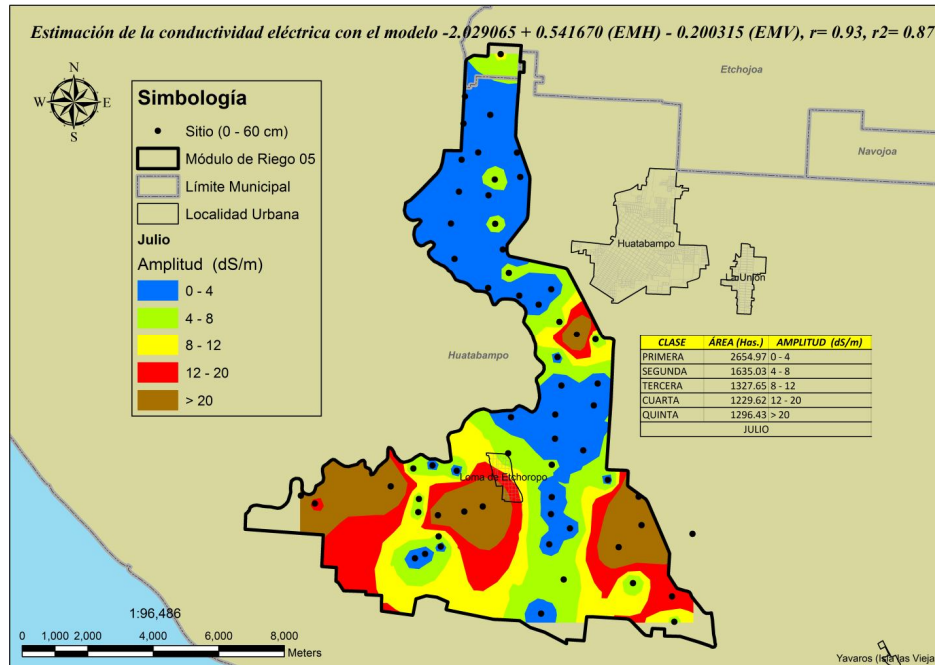 Estimación de la conductividad eléctrica con el modelo -2.029065 + 0.541670 (EMH) - 0.200315 (EMV), r= 0.93, r2= 0.87
N
W E
S
Simbología
Sitio (0 - 60 cm)
Módulo de Riego 05
Límite Municipal
Localidad Urbana
Julio
Amplitud (dS/m)
0 - 4
4 - 8
8 - 12
12 - 20
> 20
Etchojoa
Navojoa
Huatabampo
La Unión
Huatabampo
CLASE ÁREA (Has.) AMPLITUD (dS/m)
PRIMERA 2654.97 0 - 4
SEGUNDA 1635.03 4 - 8
TERCERA 1327.65 8 - 12
CUARTA 1229.62 12 - 20
QUINTA 1296.43 > 20
JULIO
Loma de Etchoropo
1:96,486
0 1,000 2,000 4,000 6,000 8,000
Meters
Yavaros (Isla las Vieja